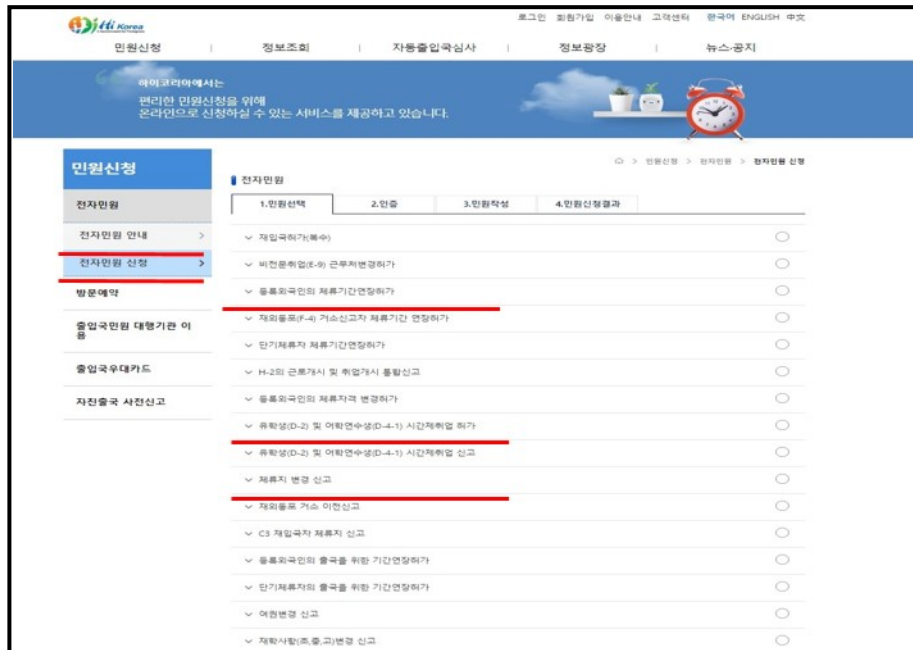 Hi Korea
로그인 회원가입 이용안내 고객센터 한국어 ENGLISH 中文
민원신청 정보조회 자동출입국심사 정보광장 뉴스·공지
하이코리아에서는
편리한 민원신청을 위해
온라인으로 신청하실 수 있는 서비스를 제공하고 있습니다.
민원신청 > 전자민원 > 전자민원 신청
민원신청
전자민원
전자민원 안내
전자민원 신청
방문예약
출입국민원 대행기관 이
용
출입국우대카드
자진출국 사전신고
전자민원
1.민원선택 2.인증 3.민원작성 4.민원신청결과
재입국허가(복수)
비전문취업(E-9) 근무처변경허가
등록외국인의 체류기간연장허가
재외동포(F-4) 거소신고자 체류기간 연장허가
단기체류자 체류기간연장허가
H-2의 근로개시 및 취업개시 통합신고
등록외국인의 체류자격 변경허가
유학생(D-2) 및 어학연수생(D-4-1) 시간제취업 허가
유학생(D-2) 및 어학연수생(D-4-1) 시간제취업 신고
체류지 변경 신고
재외동포 거소 이전신고
C3 재입국자 체류지 신고
등록외국인의 출국을 위한 기간연장허가
단기체류자의 출국을 위한 기간연장허가
여권변경 신고
재학사항(초,중,고)변경 신고